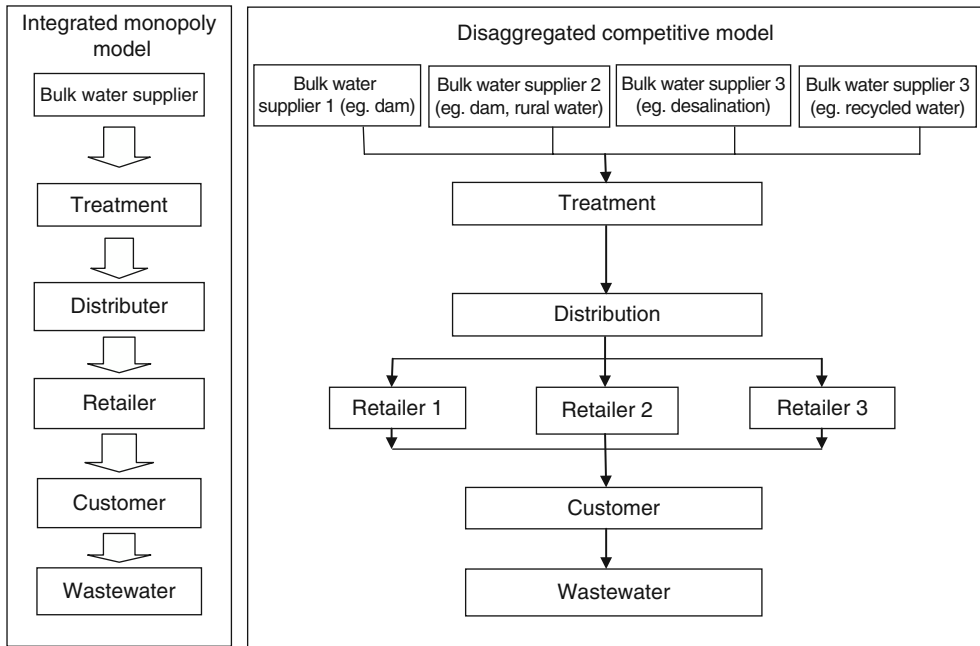 Integrated monopoly
model
Bulk water supplier
Treatment
Distributer
Retailer
Customer
Wastewater
Disaggregated competitive model
Bulk water
supplier 1 (eg. dam)
Bulk water supplier 2
(eg. dam, rural water)
Bulk water supplier 3
(eg. desalination)
Bulk water supplier 3
(eg. recycled water)
Treatment
Distribution
Retailer 1
Retailer 2
Retailer 3
Customer
Wastewater